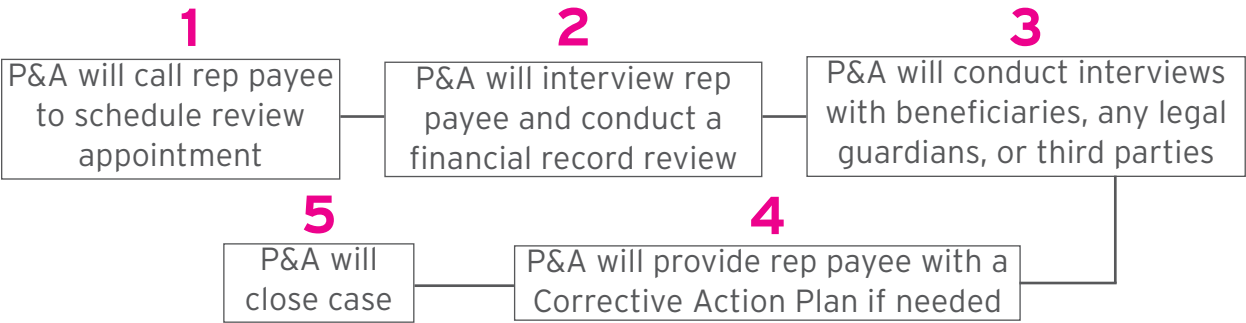 1
P&A will call rep payee
to schedule review
appointment
2
P&A will interview rep
payee and conduct a
financial record review
3
P&A will conduct interviews
with beneficiaries, any legal
guardians, or third parties
4
P&A will provide rep payee with a
Corrective Action Plan if needed
5
P&A will
close case